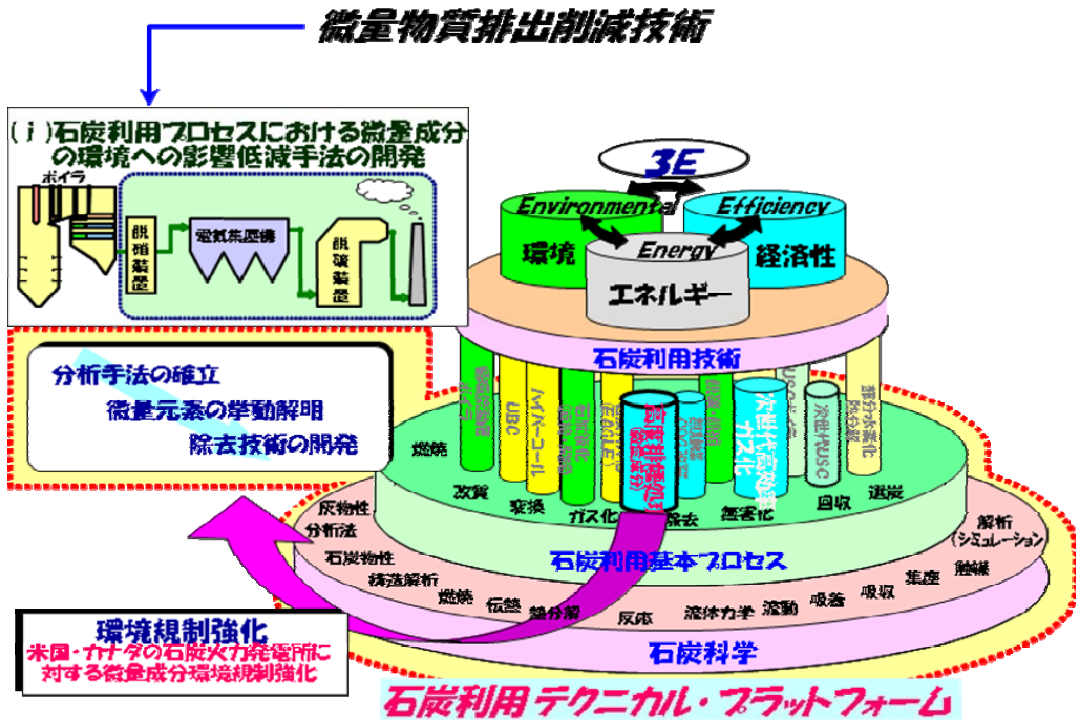 微量物質排出削減技術
(i)石炭利用プロセスにおける微量成分
の環境への影響低減手法の開発
ボイラ
脱硝装置
電気集塵機
脱硫装置
3E
Environmental
環境
Efficiency
経済性
Energy
エネルギー
石炭利用技術
分析手法の確立
微量元素の挙動解明
除去技術の開発
UBC
ハイパーコール
高度排煙処理
(微量成分)
次世代高効率
ガス化
次世代USC
燃焼
改質
変換
ガス化
除去
無害化
回収
選炭
石炭利用基本プロセス
灰物性
分析法
石炭物性
構造解析
燃焼
伝熱
熱分解
反応
流体力学
流動
吸着
吸収
集塵
触媒
解析
(シミュレーション)
石炭科学
環境規制強化
米国・カナダの石炭火力発電所に
対する微量成分環境規制強化
石炭利用テクニカル・プラットフォーム